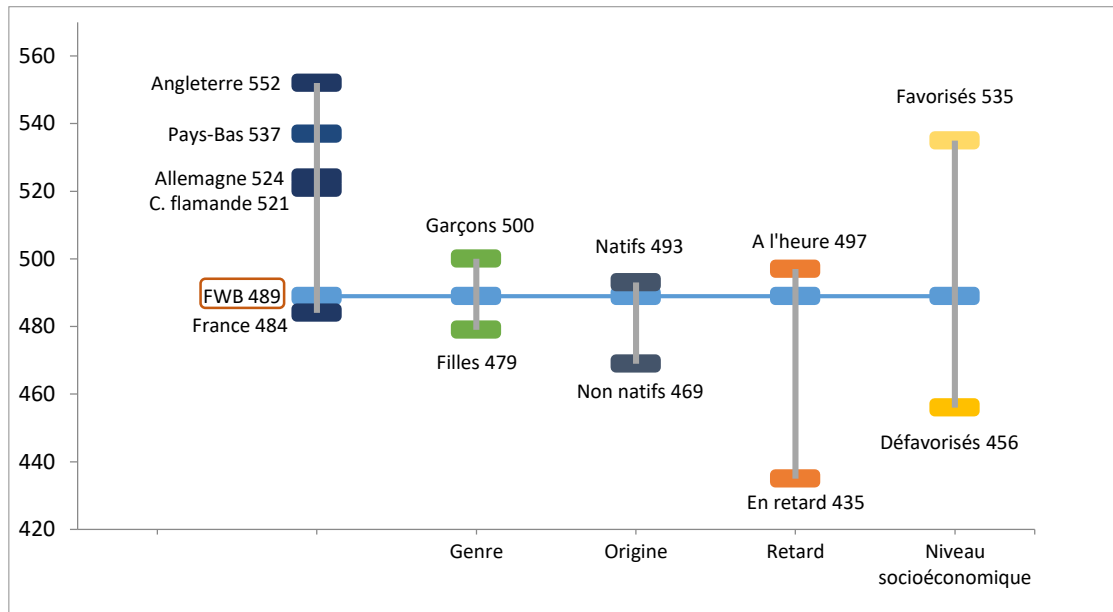 560
540
520
500
480
460
440
420
Angleterre 552
Pays-Bas 537
Allemagne 524
C. flamande 521
FWB 489
France 484
Garçons 500
Filles 479
Natifs 493
Non natifs 469
A l'heure 497
En retard 435
Favorisés 535
Défavorisés 456
Genre
Origine
Retard
Niveau
socioéconomique